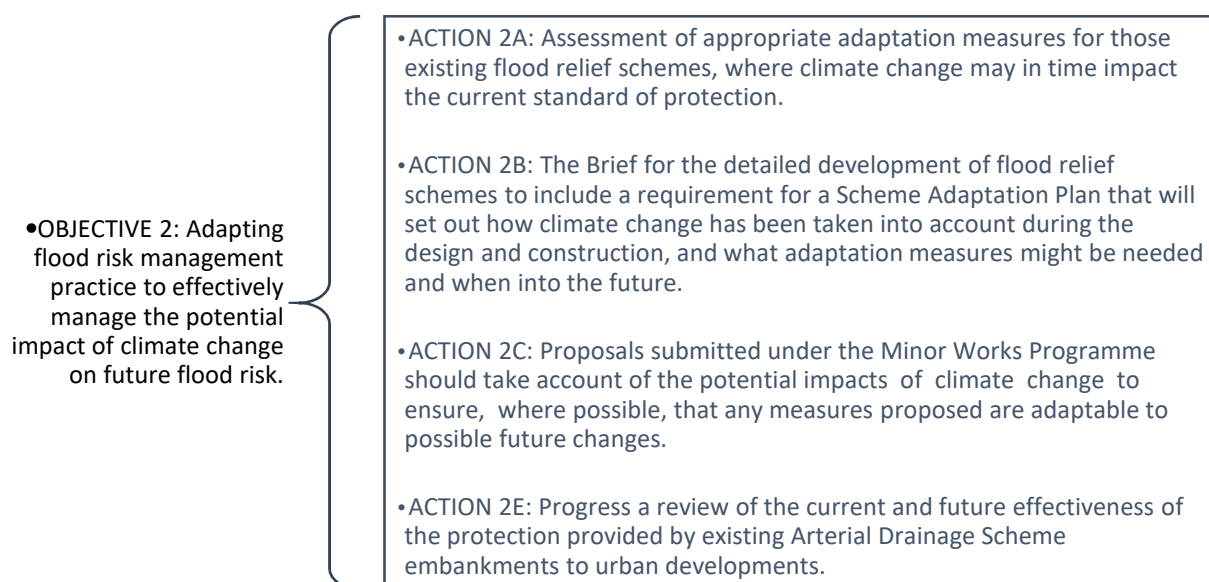 •OBJECTIVE 2: Adapting
flood risk management
practice to effectively
manage the potential
impact of climate change
on future flood risk.
•ACTION 2A: Assessment of appropriate adaptation measures for those
existing flood relief schemes, where climate change may in time impact
the current standard of protection.
•ACTION 2B: The Brief for the detailed development of flood relief
schemes to include a requirement for a Scheme Adaptation Plan that will
set out how climate change has been taken into account during the
design and construction, and what adaptation measures might be needed
and when into the future.
•ACTION 2C: Proposals submitted under the Minor Works Programme
should take account of the potential impacts of climate change to
ensure, where possible, that any measures proposed are adaptable to
possible future changes.
•ACTION 2E: Progress a review of the current and future effectiveness of
the protection provided by existing Arterial Drainage Scheme
embankments to urban developments.